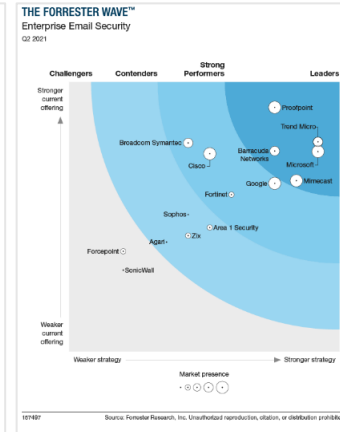 THE FORRESTER WAVE™
Enterprise Email Security
Q2 2021
Challengers
Contenders
Strong
Performers
Leaders
Stronger
current
offering
Proofpoint
Trend Micro
Broadcom Symantec
Cisco
Barracuda
Networks
Microsoft
Google
Mimecast
Fortinet
Sophos
Area 1 Security
Agari
Zix
Forcepoint
SonicWall
Weaker
current
offering
Weaker strategy
Stronger strategy
Market presence
157497
Source: Forrester Research, Inc. Unauthorized reproduction, citation, or distribution prohibite